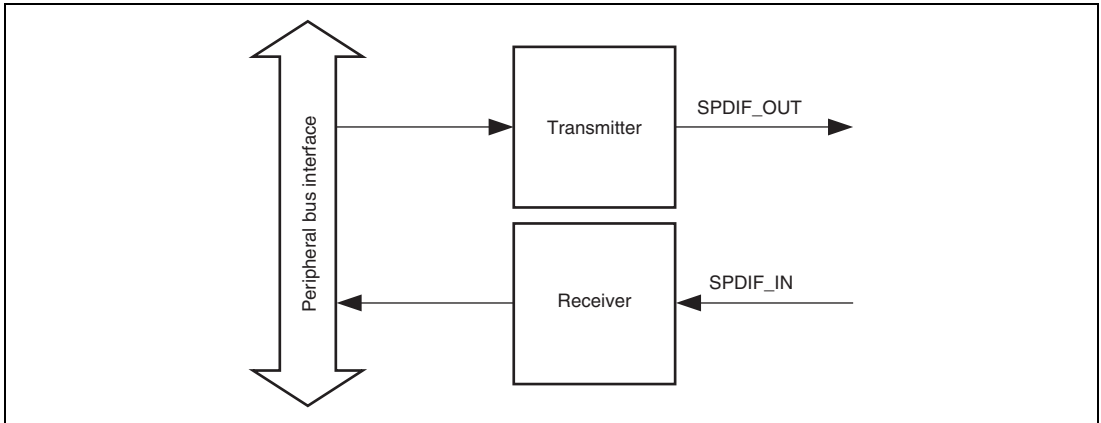 Peripheral bus interface
Transmitter
SPDIF_OUT
Receiver
SPDIF_IN